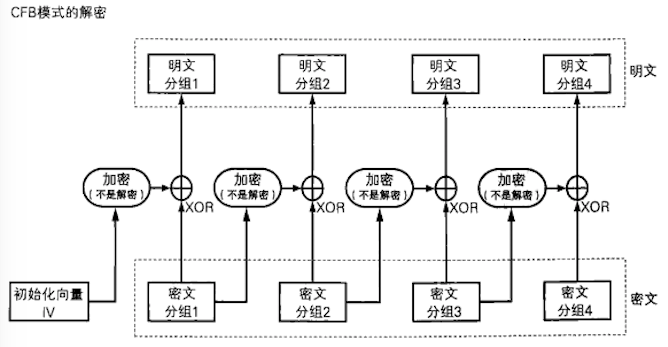 CFB模式的解密
明文
分组1
明文
分组2
明文
分组3
明文
分组4
明文
加密
(不是解密)
XOR
加密
(不是解密)
XOR
加密
(不是解密)
XOR
加密
(不是解密)
XOR
初始化向量
IV
密文
分组1
密文
分组2
密文
分组3
密文
分组4
密文